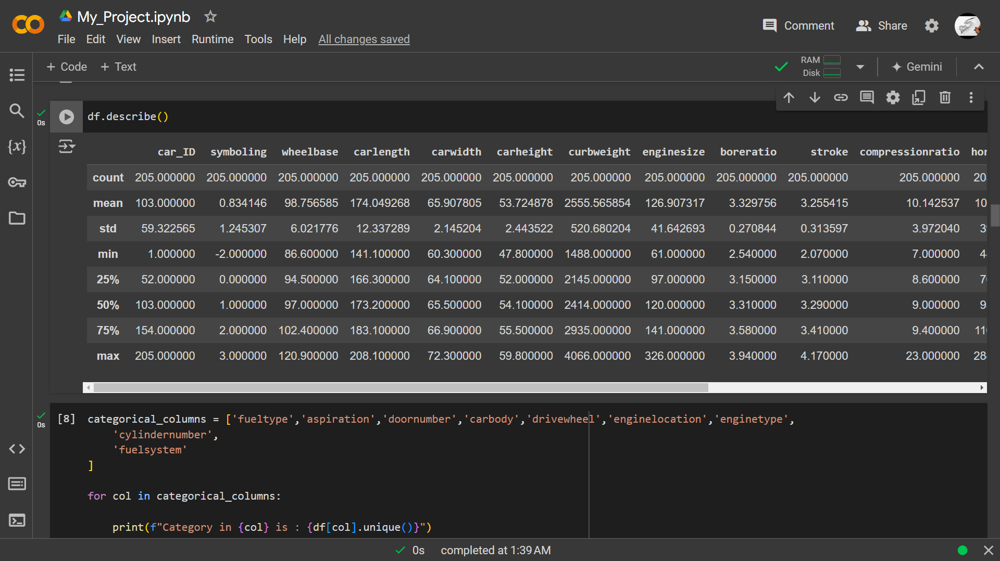 My_Project.ipynb
File Edit View Insert Runtime Tools Help All changes saved
Comment Share
+ Code + Text
RAM
Disk
Gemini
0s
df.describe()
car_ID symboling wheelbase carlength carwidth carheight curbweight enginesize boreratio stroke compressionratio hor
count 205.000000 205.000000 205.000000 205.000000 205.000000 205.000000 205.000000 205.000000 205.000000 205.000000 205.000000 20
mean 103.000000 0.834146 98.756585 174.049268 65.907805 53.724878 2555.565854 126.907317 3.329756 3.255415 10.142537 10
std 59.322565 1.245307 6.021776 12.337289 2.145204 2.443522 520.680204 41.642693 0.270844 0.313597 3.972040 3
min 1.000000 -2.000000 86.600000 141.100000 60.300000 47.800000 1488.000000 61.000000 2.540000 2.070000 7.000000 4
25% 52.000000 0.000000 94.500000 166.300000 64.100000 52.000000 2145.000000 97.000000 3.150000 3.110000 8.600000 7
50% 103.000000 1.000000 97.000000 173.200000 65.500000 54.100000 2414.000000 120.000000 3.310000 3.290000 9.000000 9
75% 154.000000 2.000000 102.400000 183.100000 66.900000 55.500000 2935.000000 141.000000 3.580000 3.410000 9.400000 11
max 205.000000 3.000000 120.900000 208.100000 72.300000 59.800000 4066.000000 326.000000 3.940000 4.170000 23.000000 28
0s
[8] categorical_columns = ['fueltype','aspiration','doornumber','carbody','drivewheel','enginelocation','enginetype',
'cylindernumber',
'fuelsystem'
]
for col in categorical_columns:
print(f"Category in {col} is : {df[col].unique()}")
0s completed at 1:39 AM